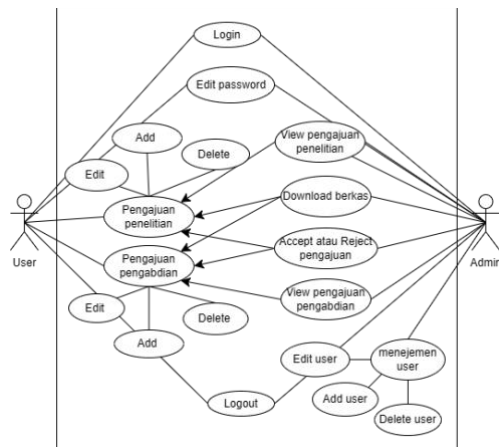 Login
Edit password
Add
View pengajuan
penelitian
Delete
Edit
Download berkas
Pengajuan
penelitian
User
Admin
Accept atau Reject
pengajuan
Pengajuan
pengabdian
View pengajuan
pengabdian
Edit
Delete
Add
Edit user
menejemen
user
Add user
Logout
Delete user